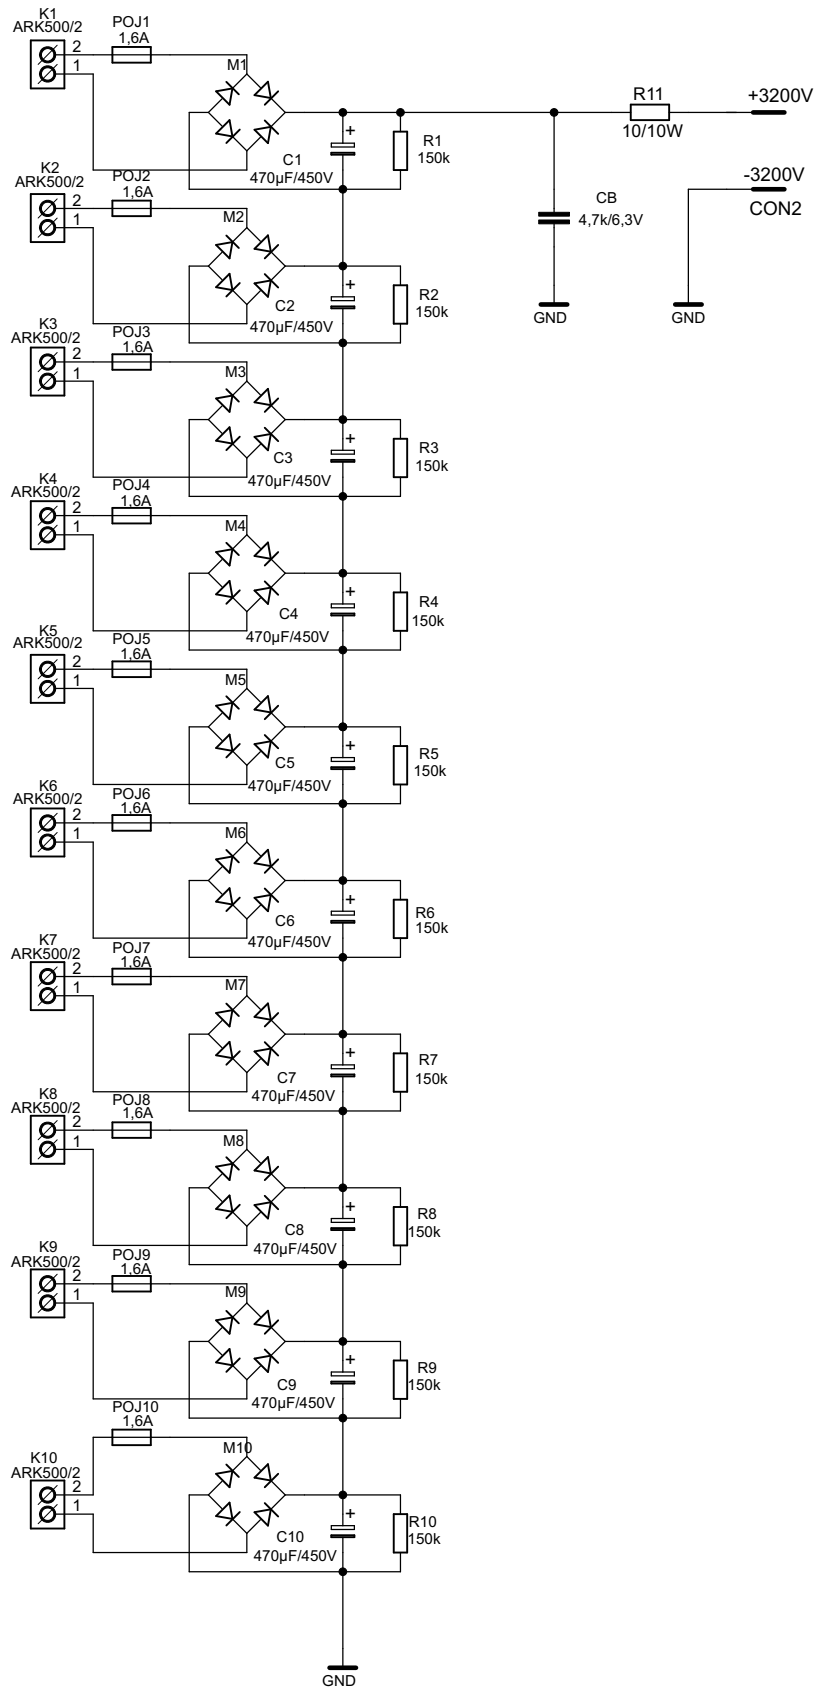 K1
ARK500/2
2
1
POJ1
1,6A
M1
+
C1
470µF/450V
R1
150k
R11
10/10W
+3200V
-3200V
CON2
CB
4,7k/6,3V
GND
GND
K2
ARK500/2
2
1
POJ2
1,6A
M2
+
C2
470µF/450V
R2
150k
K3
ARK500/2
2
1
POJ3
1,6A
M3
+
C3
470µF/450V
R3
150k
K4
ARK500/2
2
1
POJ4
1,6A
M4
+
C4
470µF/450V
R4
150k
K5
ARK500/2
2
1
POJ5
1,6A
M5
+
C5
470µF/450V
R5
150k
K6
ARK500/2
2
1
POJ6
1,6A
M6
+
C6
470µF/450V
R6
150k
K7
ARK500/2
2
1
POJ7
1,6A
M7
+
C7
470µF/450V
R7
150k
K8
ARK500/2
2
1
POJ8
1,6A
M8
+
C8
470µF/450V
R8
150k
K9
ARK500/2
2
1
POJ9
1,6A
M9
+
C9
470µF/450V
R9
150k
K10
ARK500/2
2
1
POJ10
1,6A
M10
+
C10
470µF/450V
R10
150k
GND